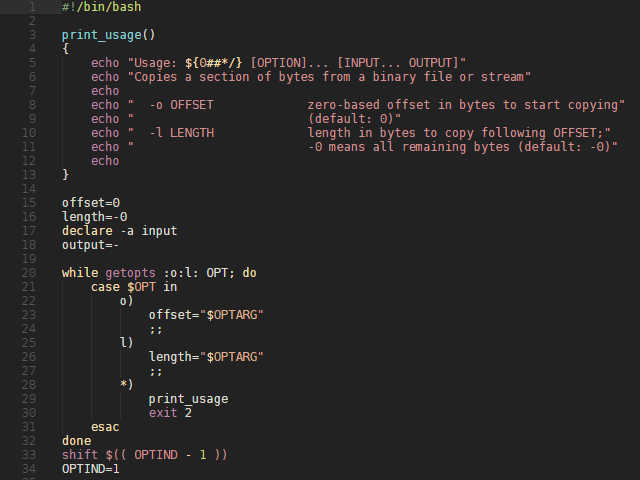 1 #!/bin/bash
2
3 print_usage()
4 {
5     echo "Usage: ${0##*/} [OPTION]... [INPUT... OUTPUT]"
6     echo "Copies a section of bytes from a binary file or stream"
7     echo
8     echo "  -o OFFSET             zero-based offset in bytes to start copying"
9     echo "                        (default: 0)"
10     echo "  -l LENGTH             length in bytes to copy following OFFSET;"
11     echo "                        -0 means all remaining bytes (default: -0)"
12     echo
13 }
14
15 offset=0
16 length=-0
17 declare -a input
18 output=-
19
20 while getopts :o:l: OPT; do
21     case $OPT in
22         o)
23             offset="$OPTARG"
24             ;;
25         l)
26             length="$OPTARG"
27             ;;
28         *)
29             print_usage
30             exit 2
31     esac
32 done
33 shift $(( OPTIND - 1 ))
34 OPTIND=1